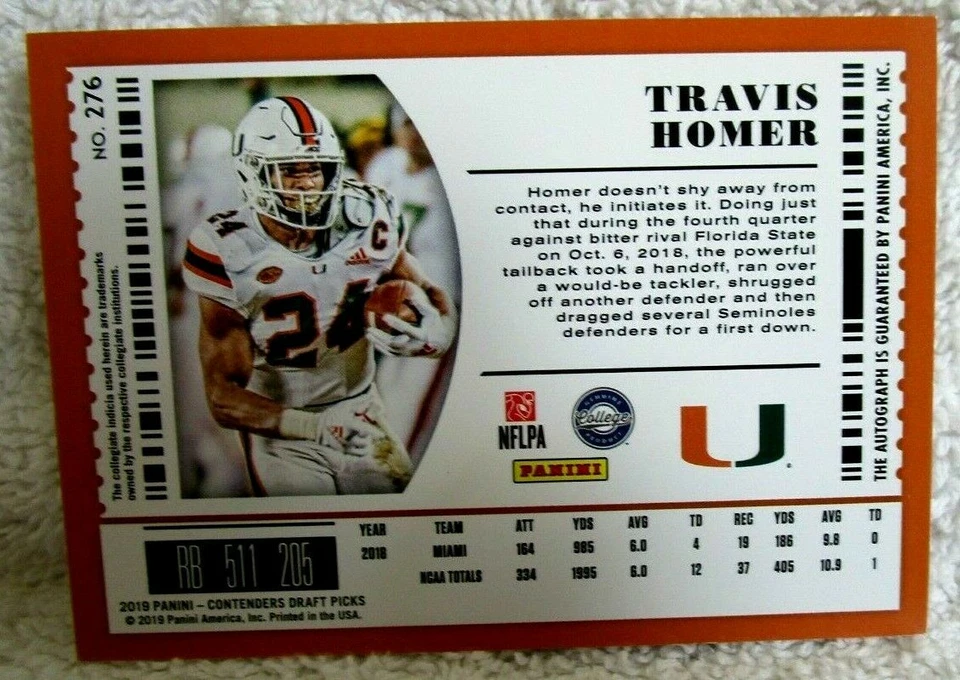 NO. 276
The collegiate indicia used herein are trademarks
owned by the respective collegiate institutions.
24
C
U
24
TRAVIS
HOMER
Homer doesn't shy away from
contact, he initiates it. Doing just
that during the fourth quarter
against bitter rival Florida State
on Oct. 6, 2018, the powerful
tailback took a handoff, ran over
a would-be tackler, shrugged
off another defender and then
dragged several Seminoles
defenders for a first down.
NFLPA
GENUINE
College
PRODUCT
PANINI
U
THE AUTOGRAPH IS GUARANTEED BY PANINI AMERICA, INC.
RB 511 205
YEAR TEAM ATT YDS AVG TD REC YDS AVG TD
2018 MIAMI 164 985 6.0 4 19 186 9.8 0
NCAA TOTALS 334 1995 6.0 12 37 405 10.9 1
2019 PANINI – CONTENDERS DRAFT PICKS
© 2019 Panini America, Inc. Printed in the USA.